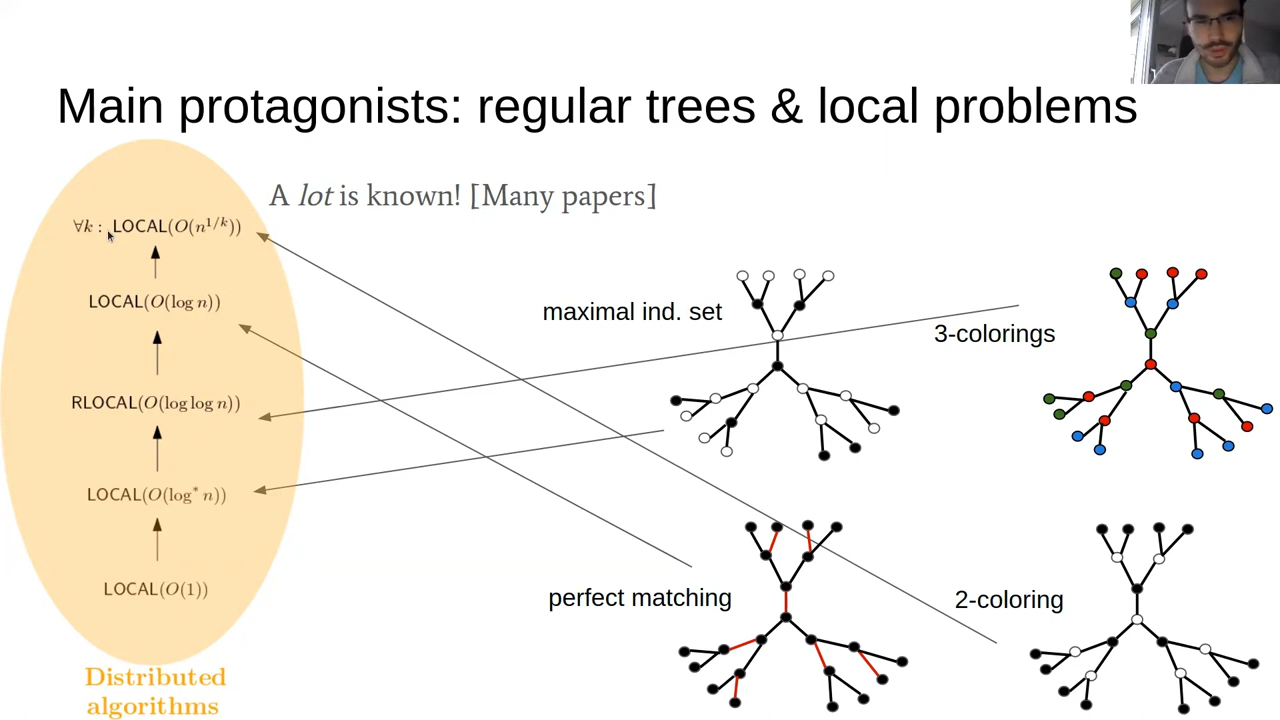 Main protagonists: regular trees & local problems
A lot is known! [Many papers]
∀k : LOCAL(O(n^{1/k}))
LOCAL(O(log n))
RLOCAL(O(log log n))
LOCAL(O(log* n))
LOCAL(O(1))
Distributed
algorithms
maximal ind. set
3-colorings
perfect matching
2-coloring